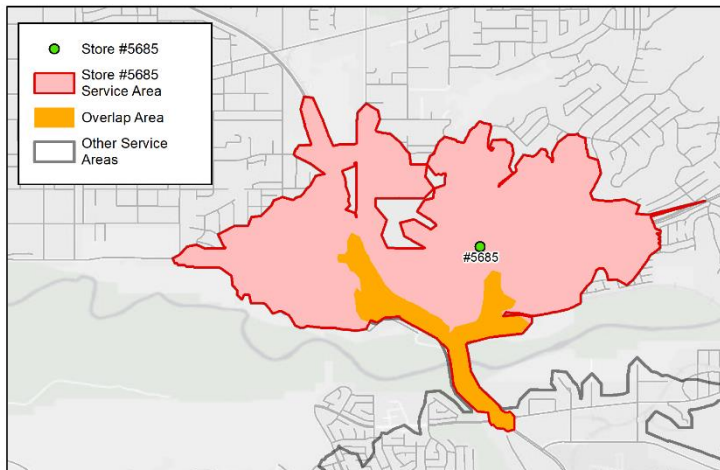 Store #5685
Store #5685
Service Area
Overlap Area
Other Service
Areas
#5685